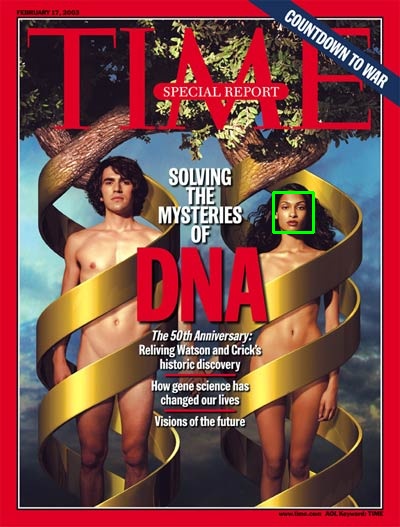 FEBRUARY 17, 2003
COUNTDOWN TO WAR
TIME
SPECIAL REPORT
SOLVING
THE
MYSTERIES
OF
DNA
The 50th Anniversary:
Reliving Watson and Crick's
historic discovery
How gene science has
changed our lives
Visions of the future
www.time.com AOL Keyword: TIME